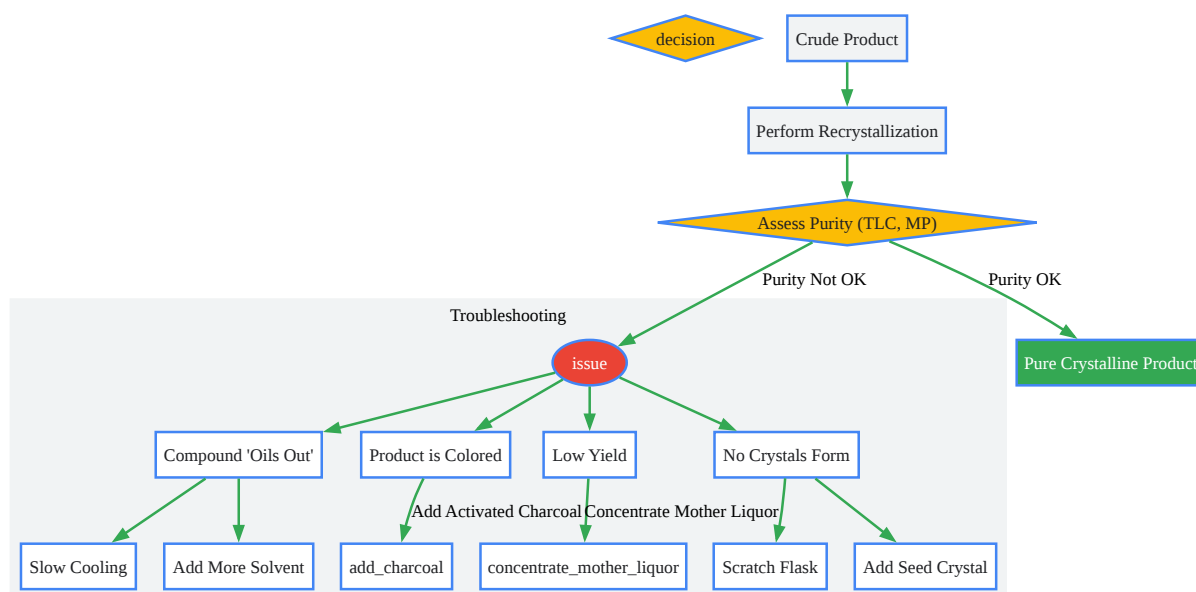 decision
Crude Product
Perform Recrystallization
Assess Purity (TLC, MP)
Purity Not OK
Purity OK
Troubleshooting
issue
Pure Crystalline Product
Compound 'Oils Out'
Product is Colored
Low Yield
No Crystals Form
Add Activated Charcoal
Concentrate Mother Liquor
Slow Cooling
Add More Solvent
add_charcoal
concentrate_mother_liquor
Scratch Flask
Add Seed Crystal